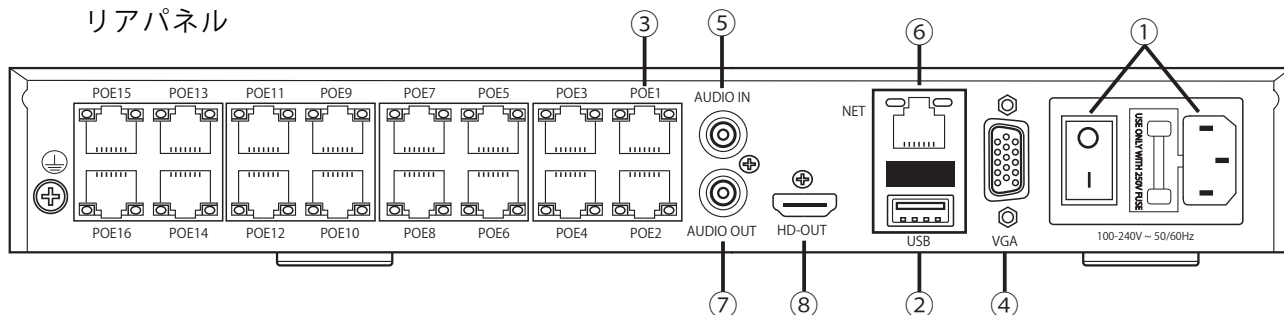 リアパネル
③ ⑤ ⑥ ①
POE15 POE13 POE11 POE9 POE7 POE5 POE3 POE1
AUDIO IN
NET
USE ONLY WITH 250V FUSE
POE16 POE14 POE12 POE10 POE8 POE6 POE4 POE2
AUDIO OUT
HD-OUT
USB
VGA
100-240V ~ 50/60Hz
⑦ ⑧ ② ④